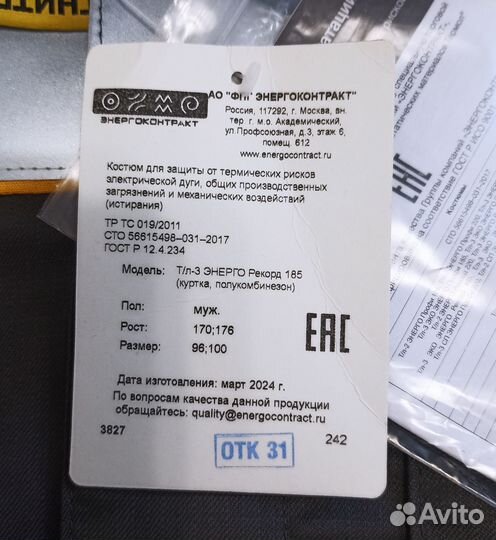 АО "ФПГ ЭНЕРГОКОНТРАКТ"
ЭНЕРГОКОНТРАКТ
Россия, 117292, г. Москва, вн.
тер. г. м.о. Академический,
ул.Профсоюзная, д.3, этаж 6,
помещ. 612
www.energocontract.ru
Костюм для защиты от термических рисков
электрической дуги, общих производственных
загрязнений и механических воздействий
(истирания)
ТР ТС 019/2011
СТО 56615498-031-2017
ГОСТ Р 12.4.234
Модель: Т/л-3 ЭНЕРГО Рекорд 185
(куртка, полукомбинезон)
Пол: муж.
Рост: 170;176
Размер: 96;100
EAC
Дата изготовления: март 2024 г.
По вопросам качества данной продукции
обращайтесь: quality@energocontract.ru
3827
ОТК 31
242
EAC
Костюмы
Avito